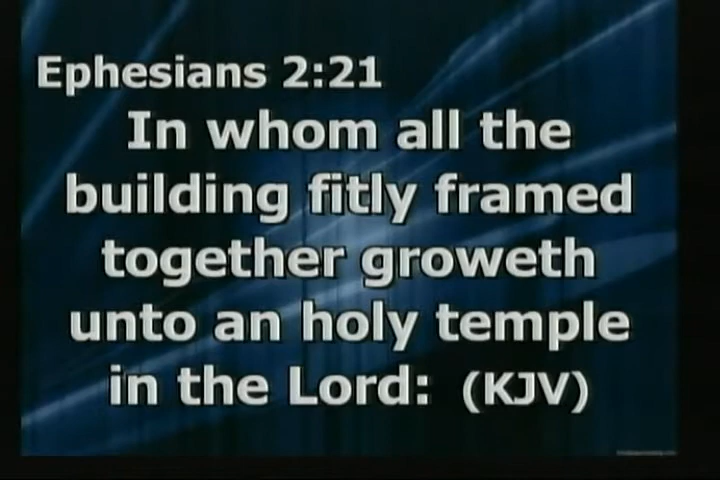 Ephesians 2:21
In whom all the
building fitly framed
together groweth
unto an holy temple
in the Lord: (KJV)